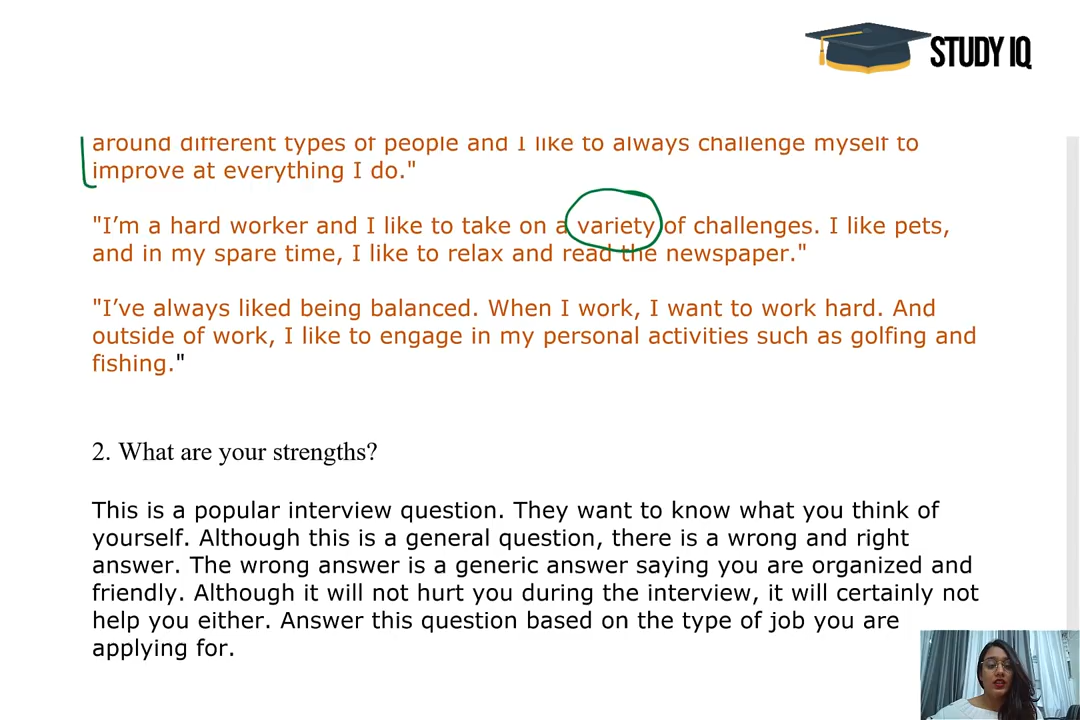 STUDY IQ
around different types of people and I like to always challenge myself to
improve at everything I do."
"I’m a hard worker and I like to take on a variety of challenges. I like pets,
and in my spare time, I like to relax and read the newspaper."
"I’ve always liked being balanced. When I work, I want to work hard. And
outside of work, I like to engage in my personal activities such as golfing and
fishing."
2. What are your strengths?
This is a popular interview question. They want to know what you think of
yourself. Although this is a general question, there is a wrong and right
answer. The wrong answer is a generic answer saying you are organized and
friendly. Although it will not hurt you during the interview, it will certainly not
help you either. Answer this question based on the type of job you are
applying for.